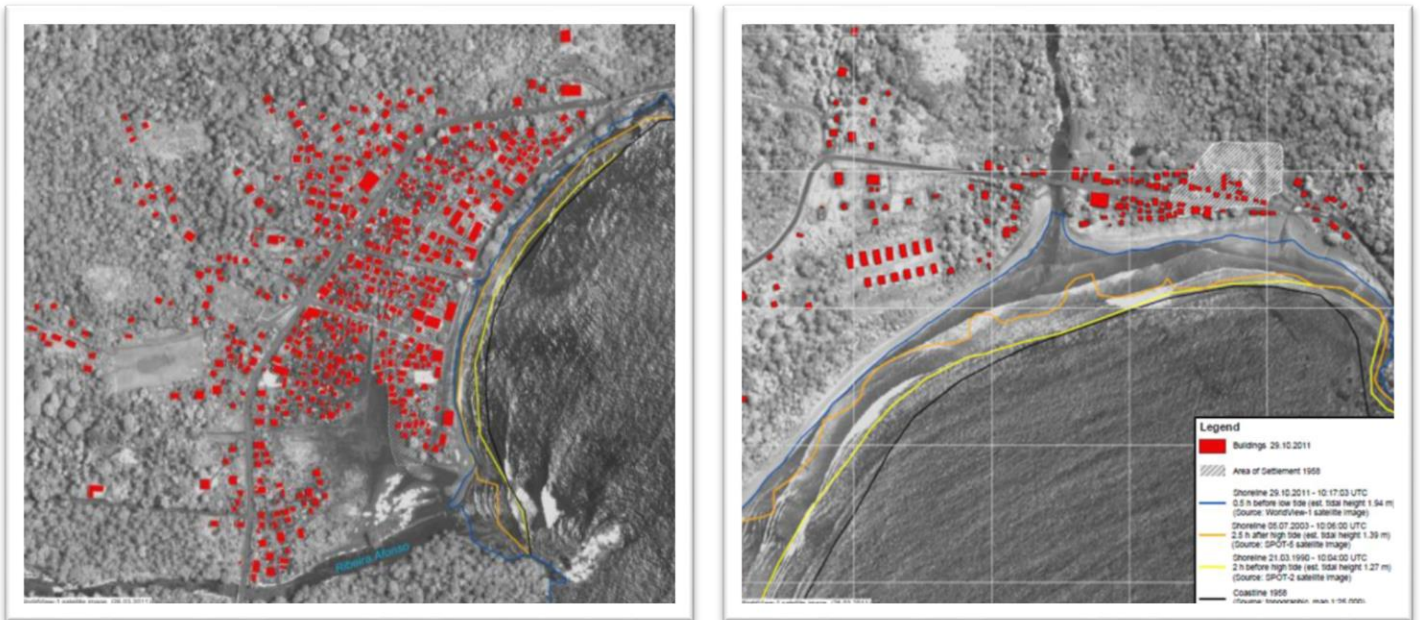 Ribeira Afonso
Legend
Buildings 29.10.2011
Area of Settlement 1958
Shoreline 29.10.2011 - 10:17:03 UTC
0.5 h before low tide (est. tidal height 1.94 m)
(Source: WorldView-1 satellite image)
Shoreline 05.07.2003 - 10:06:00 UTC
2.5 h after high tide (est. tidal height 1.39 m)
(Source: SPOT-5 satellite image)
Shoreline 21.03.1990 - 10:04:00 UTC
2 h before high tide (est. tidal height 1.27 m)
(Source: SPOT-2 satellite image)
Coastline 1958
(Source: topographic map 1:25 000)